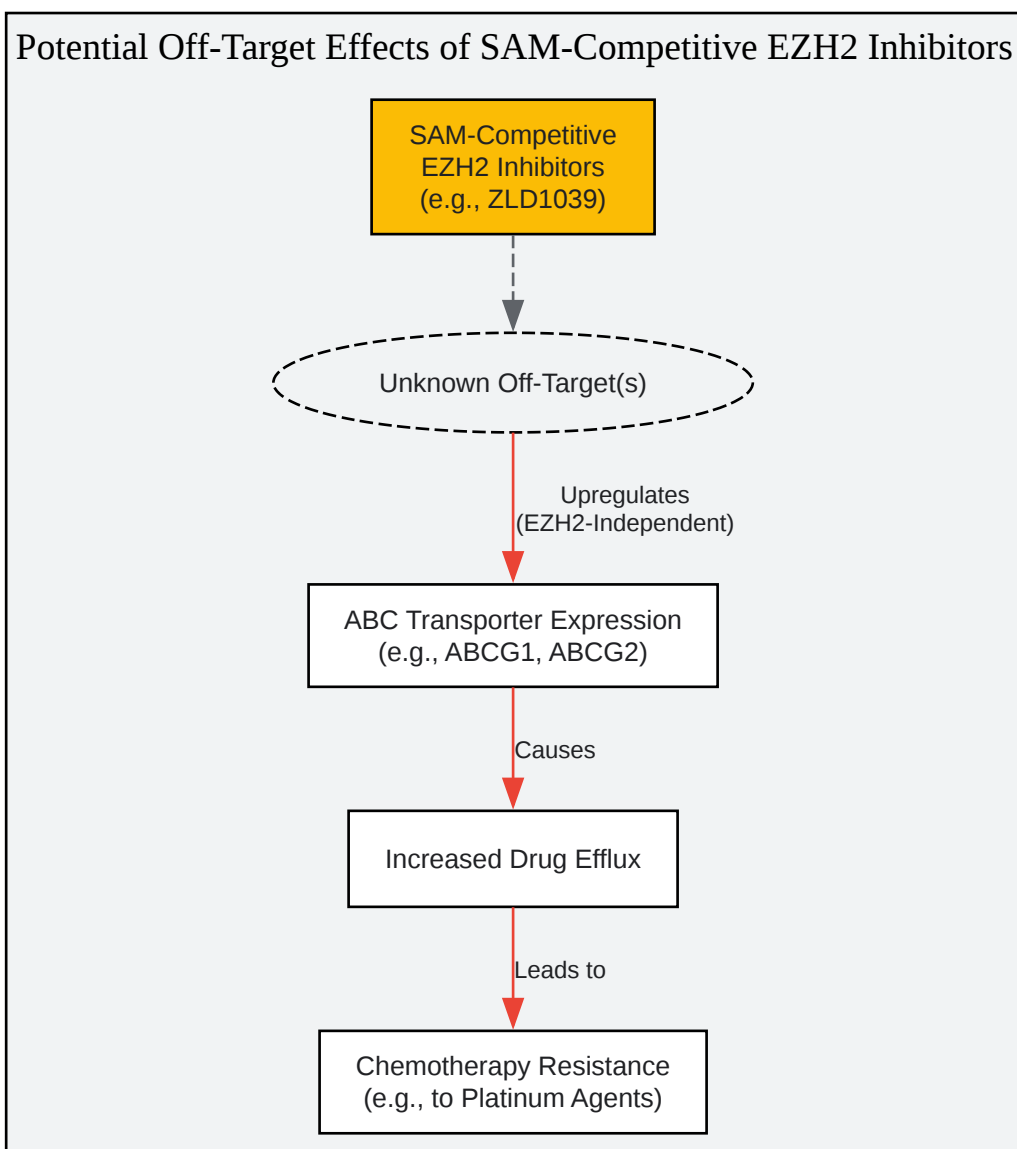 Potential Off-Target Effects of SAM-Competitive EZH2 Inhibitors
SAM-Competitive
EZH2 Inhibitors
(e.g., ZLD1039)
Unknown Off-Target(s)
Upregulates
(EZH2-Independent)
ABC Transporter Expression
(e.g., ABCG1, ABCG2)
Causes
Increased Drug Efflux
Leads to
Chemotherapy Resistance
(e.g., to Platinum Agents)